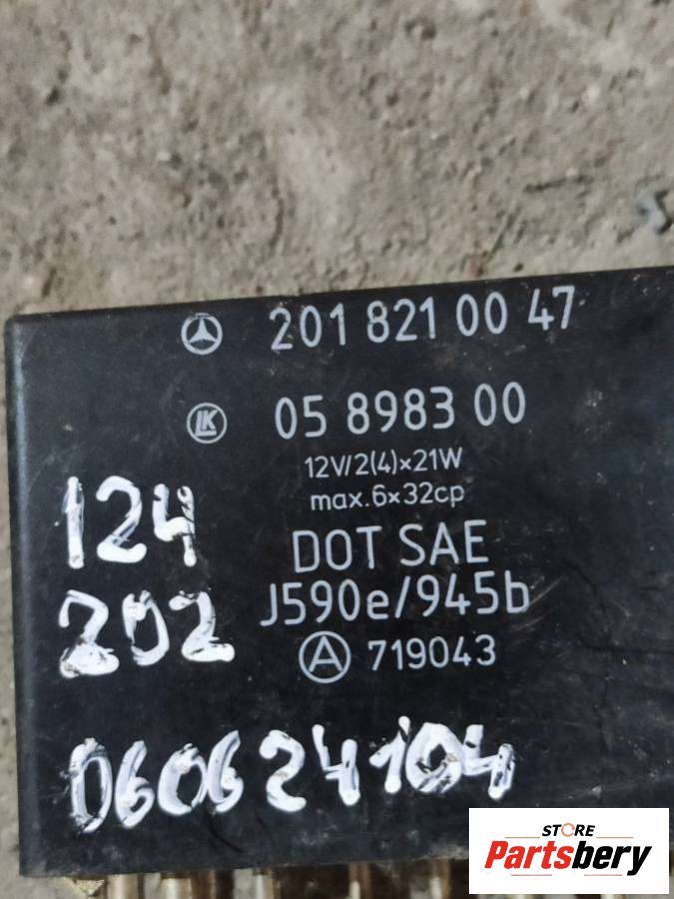 201 821 00 47
LK 05 8983 00
12V/2(4)×21W
max.6×32cp
DOT SAE
J590e/945b
A 719043
124
202
060624104
STORE
Partsbery